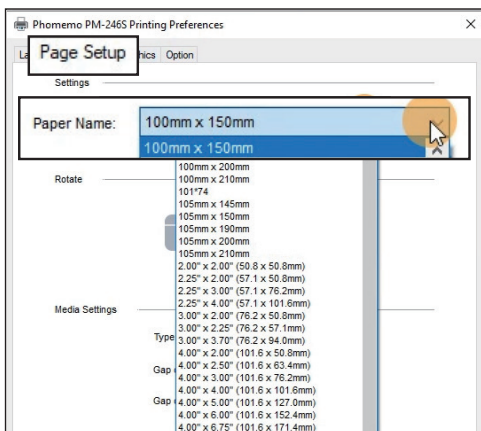 Phomemo PM-246S Printing Preferences
Page Setup hics Option
Settings
Paper Name: 100mm x 150mm
100mm x 150mm
100mm x 200mm
Rotate 100mm x 210mm
101*74
105mm x 145mm
105mm x 150mm
105mm x 190mm
105mm x 200mm
105mm x 210mm
2.00" x 2.00" (50.8 x 50.8mm)
2.25" x 2.00" (57.1 x 50.8mm)
2.25" x 3.00" (57.1 x 76.2mm)
2.25" x 4.00" (57.1 x 101.6mm)
Media Settings 3.00" x 2.00" (76.2 x 50.8mm)
3.00" x 2.25" (76.2 x 57.1mm)
Type 3.00" x 3.70" (76.2 x 94.0mm)
4.00" x 2.00" (101.6 x 50.8mm)
Gap 4.00" x 2.50" (101.6 x 63.4mm)
4.00" x 3.00" (101.6 x 76.2mm)
4.00" x 4.00" (101.6 x 101.6mm)
Gap 4.00" x 5.00" (101.6 x 127.0mm)
4.00" x 6.00" (101.6 x 152.4mm)
4.00" x 6.75" (101.6 x 171.4mm)